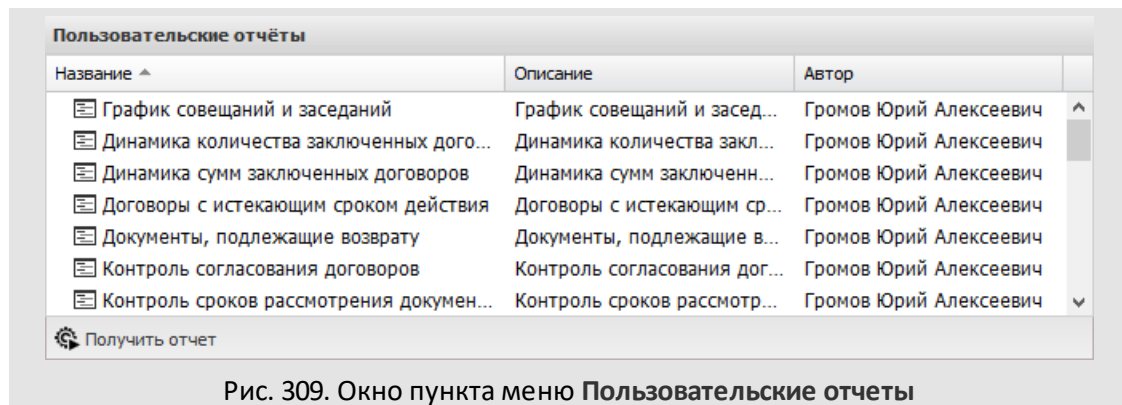 Пользовательские отчёты
Название Описание Автор
График совещаний и заседаний График совещаний и засед... Громов Юрий Алексеевич
Динамика количества заключенных дого... Динамика количества закл... Громов Юрий Алексеевич
Динамика сумм заключенных договоров Динамика сумм заключенн... Громов Юрий Алексеевич
Договоры с истекающим сроком действия Договоры с истекающим ср... Громов Юрий Алексеевич
Документы, подлежащие возврату Документы, подлежащие в... Громов Юрий Алексеевич
Контроль согласования договоров Контроль согласования дог... Громов Юрий Алексеевич
Контроль сроков рассмотрения докумен... Контроль сроков рассмотр... Громов Юрий Алексеевич
Получить отчет
Рис. 309. Окно пункта меню Пользовательские отчеты